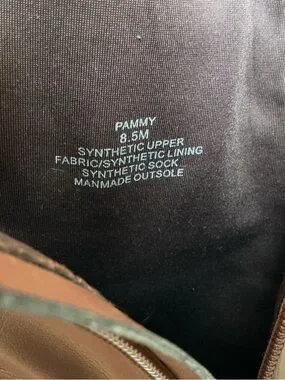 PAMMY
8.5M
SYNTHETIC UPPER
FABRIC/SYNTHETIC LINING
SYNTHETIC SOCK
MANMADE OUTSOLE